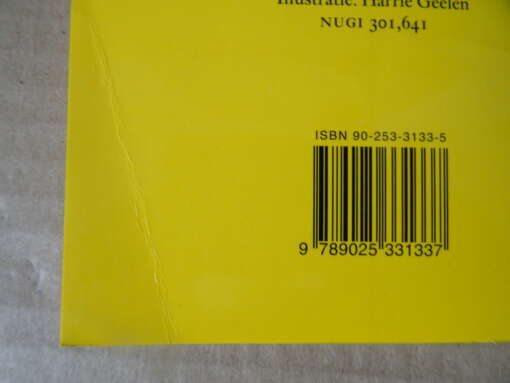 Illustratie: Harrie Geelen
NUGI 301,641
ISBN 90-253-3133-5
9 789025 331337